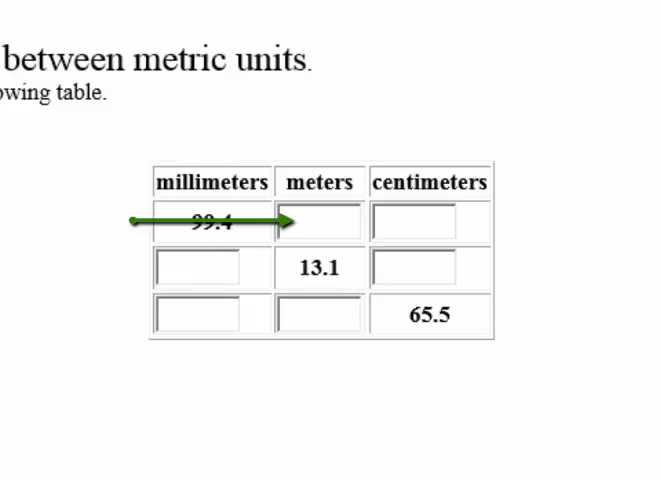 between metric units.
owing table.
millimeters meters centimeters
99.4
13.1
65.5